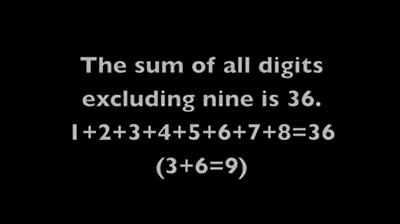 The sum of all digits
excluding nine is 36.
1+2+3+4+5+6+7+8=36
(3+6=9)